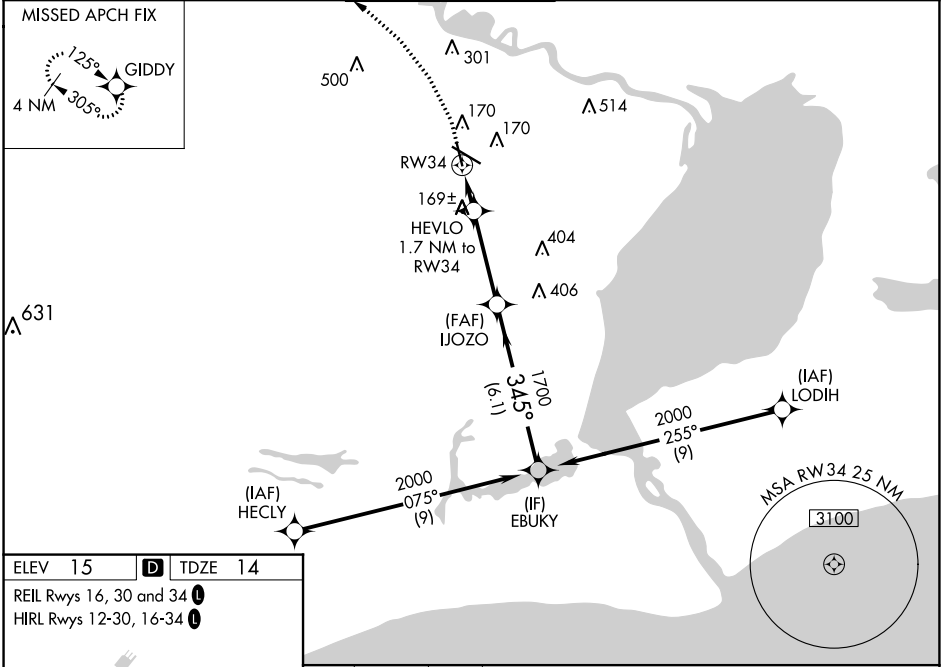 MISSED APCH FIX
125°
GIDDY
4 NM
305°
500
301
514
170
170
RW34
169±
HEVLO
1.7 NM to
RW34
404
406
631
(FAF)
IJOZO
1700
345°
(6.1)
(IAF)
LODIH
2000
255°
(9)
(IAF)
HECLY
2000
075°
(9)
(IF)
EBUKY
MSA RW34 25 NM
3100
ELEV 15 D TDZE 14
REIL Rwys 16, 30 and 34 L
HIRL Rwys 12-30, 16-34 L